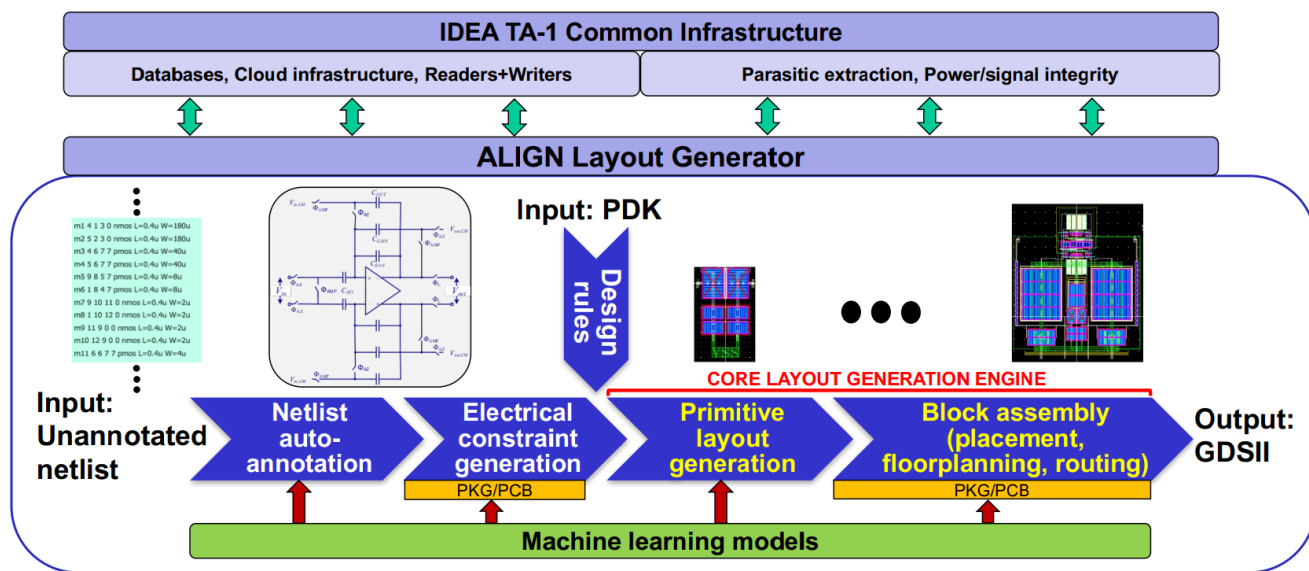 IDEA TA-1 Common Infrastructure
Databases, Cloud infrastructure, Readers+Writers
Parasitic extraction, Power/signal integrity
ALIGN Layout Generator
m1 4 1 3 0 nmos L=0.4u W=180u
m2 5 2 3 0 nmos L=0.4u W=180u
m3 4 6 7 7 pmos L=0.4u W=40u
m4 5 6 7 7 pmos L=0.4u W=40u
m5 9 8 5 7 pmos L=0.4u W=8u
m6 1 8 4 7 pmos L=0.4u W=8u
m7 9 10 11 0 nmos L=0.4u W=2u
m8 1 10 12 0 nmos L=0.4u W=2u
m9 11 9 0 0 nmos L=0.4u W=2u
m10 12 9 0 0 nmos L=0.4u W=2u
m11 6 6 7 7 pmos L=0.4u W=4u
Input: PDK
Design
rules
VSS
CORE LAYOUT GENERATION ENGINE
Input:
Unannotated
netlist
Netlist
auto-
annotation
Electrical
constraint
generation
Primitive
layout
generation
Block assembly
(placement,
floorplanning, routing)
Output:
GDSII
PKG/PCB
PKG/PCB
Machine learning models